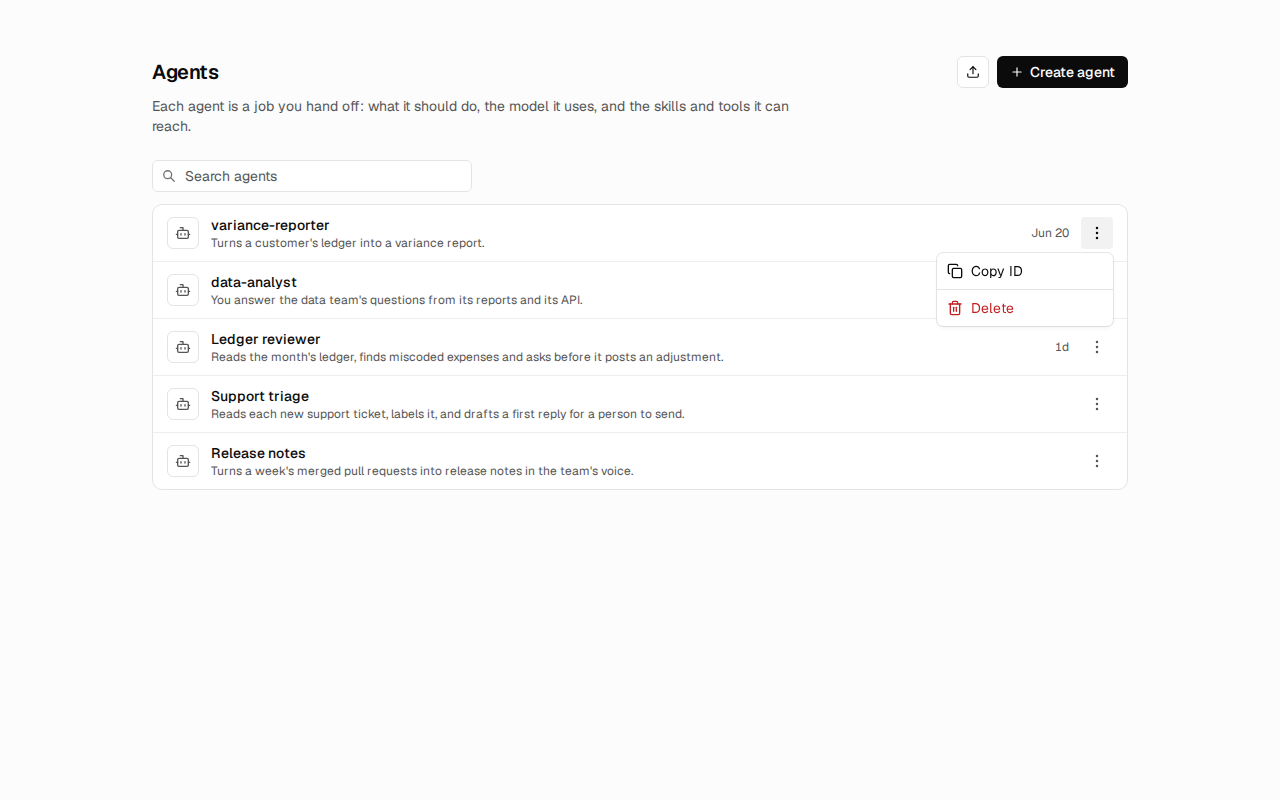 Agents
Create agent
Each agent is a job you hand off: what it should do, the model it uses, and the skills and tools it can
reach.
Search agents
variance-reporter
Turns a customer's ledger into a variance report.
Jun 20
Copy ID
Delete
data-analyst
You answer the data team's questions from its reports and its API.
Ledger reviewer
Reads the month's ledger, finds miscoded expenses and asks before it posts an adjustment.
1d
Support triage
Reads each new support ticket, labels it, and drafts a first reply for a person to send.
Release notes
Turns a week's merged pull requests into release notes in the team's voice.